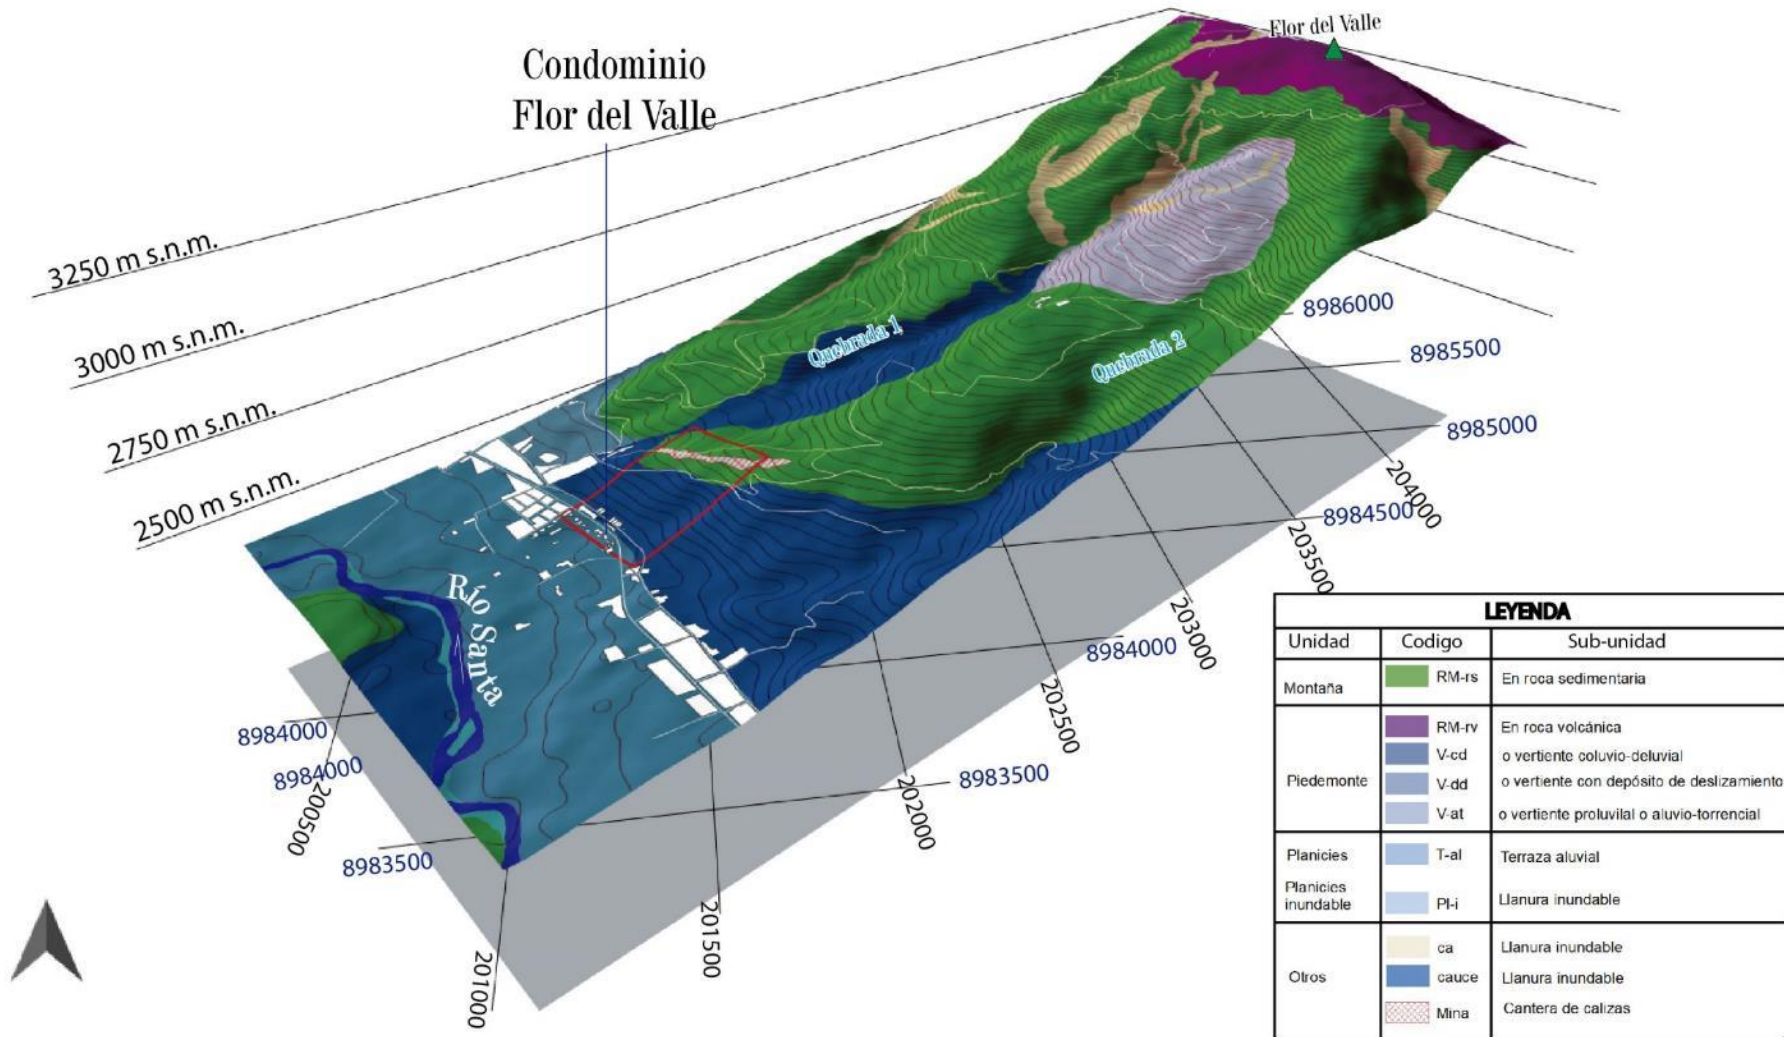 Flor del Valle
Condominio
Flor del Valle
3250 m s.n.m.
3000 m s.n.m.
2750 m s.n.m.
2500 m s.n.m.
Quebrada 1
Quebrada 2
Río Santa
8986000
8985500
8985000
8984500
8984000
8983500
204000
203500
203000
202500
202000
201500
201000
200500
8984000
8984000
8983500
LEYENDA
Unidad Codigo Sub-unidad
Montaña RM-rs En roca sedimentaria
Piedemonte RM-rv En roca volcánica
V-cd o vertiente coluvio-deluvial
V-dd o vertiente con depósito de deslizamiento
V-at o vertiente proluvilal o aluvio-torrencial
Planicies T-al Terraza aluvial
Planicies
inundable Pl-i Llanura inundable
Otros ca Llanura inundable
cauce Llanura inundable
Mina Cantera de calizas